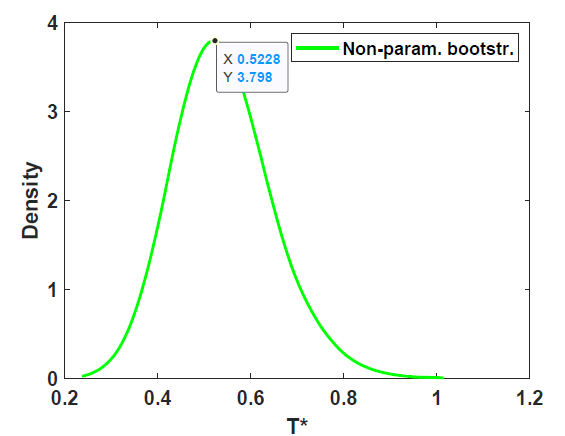 4
Non-param. bootstr.
X 0.5228
Y 3.798
3
Density
2
1
0
0.2 0.4 0.6 0.8 1 1.2
T*